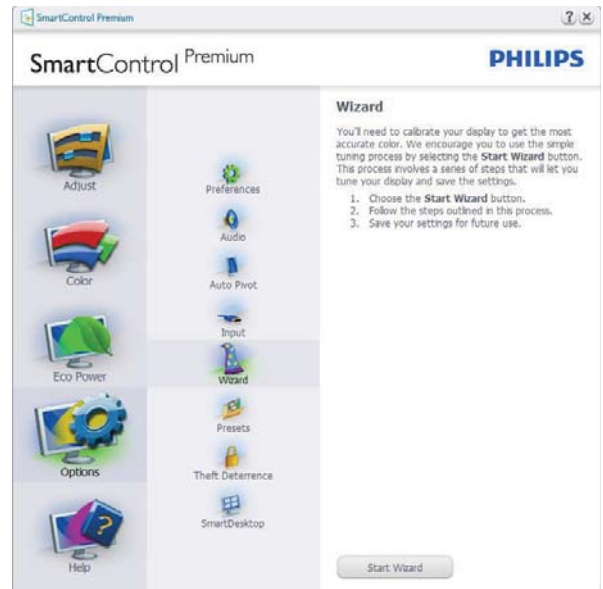 SmartControl Premium
? X
SmartControl Premium
PHILIPS
Adjust
Color
Eco Power
Options
Help
Preferences
Audio
Auto Pivot
Input
Wizard
Presets
Theft Deterrence
SmartDesktop
Wizard
You'll need to calibrate your display to get the most
accurate color. We encourage you to use the simple
tuning process by selecting the Start Wizard button.
This process involves a series of steps that will let you
tune your display and save the settings.
1. Choose the Start Wizard button.
2. Follow the steps outlined in this process.
3. Save your settings for future use.
Start Wizard